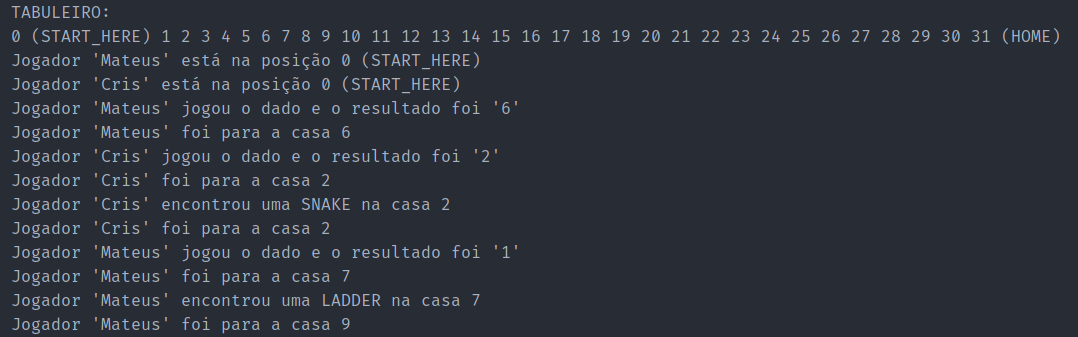 TABULEIRO:
0 (START_HERE) 1 2 3 4 5 6 7 8 9 10 11 12 13 14 15 16 17 18 19 20 21 22 23 24 25 26 27 28 29 30 31 (HOME)
Jogador 'Mateus' está na posição 0 (START_HERE)
Jogador 'Cris' está na posição 0 (START_HERE)
Jogador 'Mateus' jogou o dado e o resultado foi '6'
Jogador 'Mateus' foi para a casa 6
Jogador 'Cris' jogou o dado e o resultado foi '2'
Jogador 'Cris' foi para a casa 2
Jogador 'Cris' encontrou uma SNAKE na casa 2
Jogador 'Cris' foi para a casa 2
Jogador 'Mateus' jogou o dado e o resultado foi '1'
Jogador 'Mateus' foi para a casa 7
Jogador 'Mateus' encontrou uma LADDER na casa 7
Jogador 'Mateus' foi para a casa 9